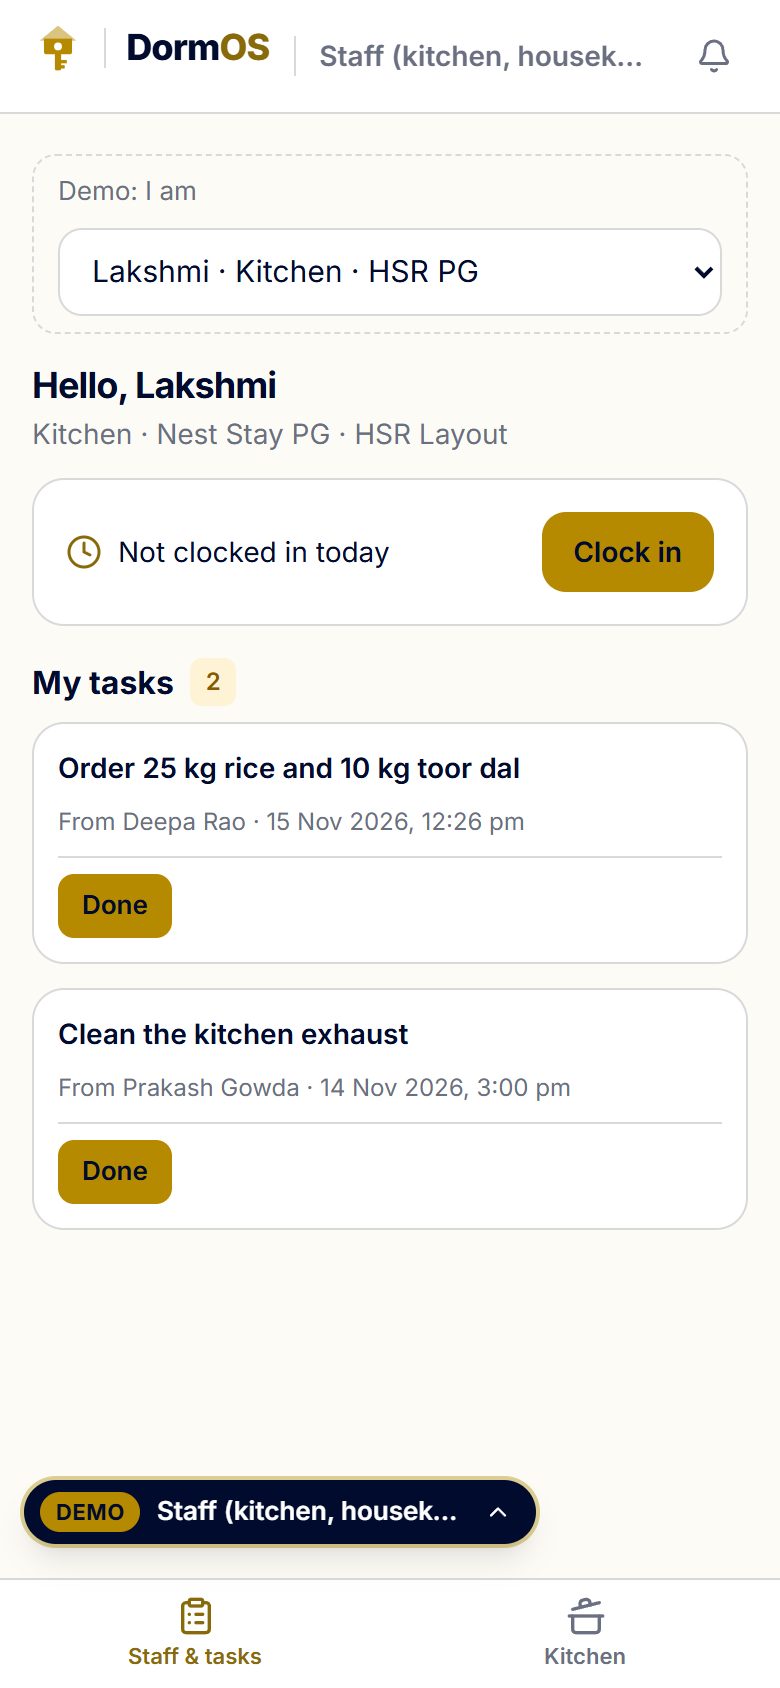 DormOS
Staff (kitchen, housek...
Demo: I am
Lakshmi · Kitchen · HSR PG
Hello, Lakshmi
Kitchen · Nest Stay PG · HSR Layout
Not clocked in today
Clock in
My tasks 2
Order 25 kg rice and 10 kg toor dal
From Deepa Rao · 15 Nov 2026, 12:26 pm
Done
Clean the kitchen exhaust
From Prakash Gowda · 14 Nov 2026, 3:00 pm
Done
DEMO Staff (kitchen, housek...
Staff & tasks
Kitchen